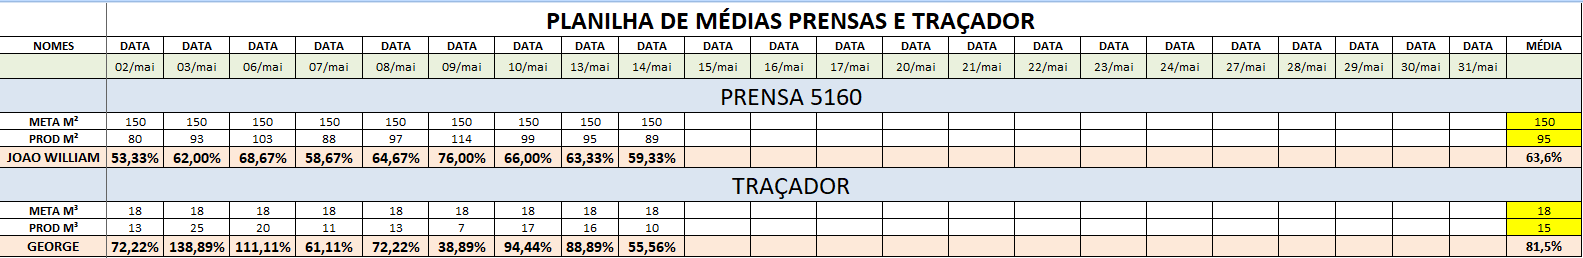 PLANILHA DE MÉDIAS PRENSAS E TRAÇADOR
NOMES DATA DATA DATA DATA DATA DATA DATA DATA DATA DATA DATA DATA DATA DATA DATA DATA DATA DATA DATA DATA DATA MÉDIA
02/mai 03/mai 06/mai 07/mai 08/mai 09/mai 10/mai 13/mai 14/mai 15/mai 16/mai 17/mai 20/mai 21/mai 22/mai 23/mai 24/mai 27/mai 28/mai 29/mai 30/mai 31/mai
PRENSA 5160
META M² 150 150 150 150 150 150 150 150 150 150
PROD M² 80 93 103 88 97 114 99 95 89 95
JOAO WILLIAM 53,33% 62,00% 68,67% 58,67% 64,67% 76,00% 66,00% 63,33% 59,33% 63,6%
TRAÇADOR
META M³ 18 18 18 18 18 18 18 18 18 18
PROD M³ 13 25 20 11 13 7 17 16 10 15
GEORGE 72,22% 138,89% 111,11% 61,11% 72,22% 38,89% 94,44% 88,89% 55,56% 81,5%